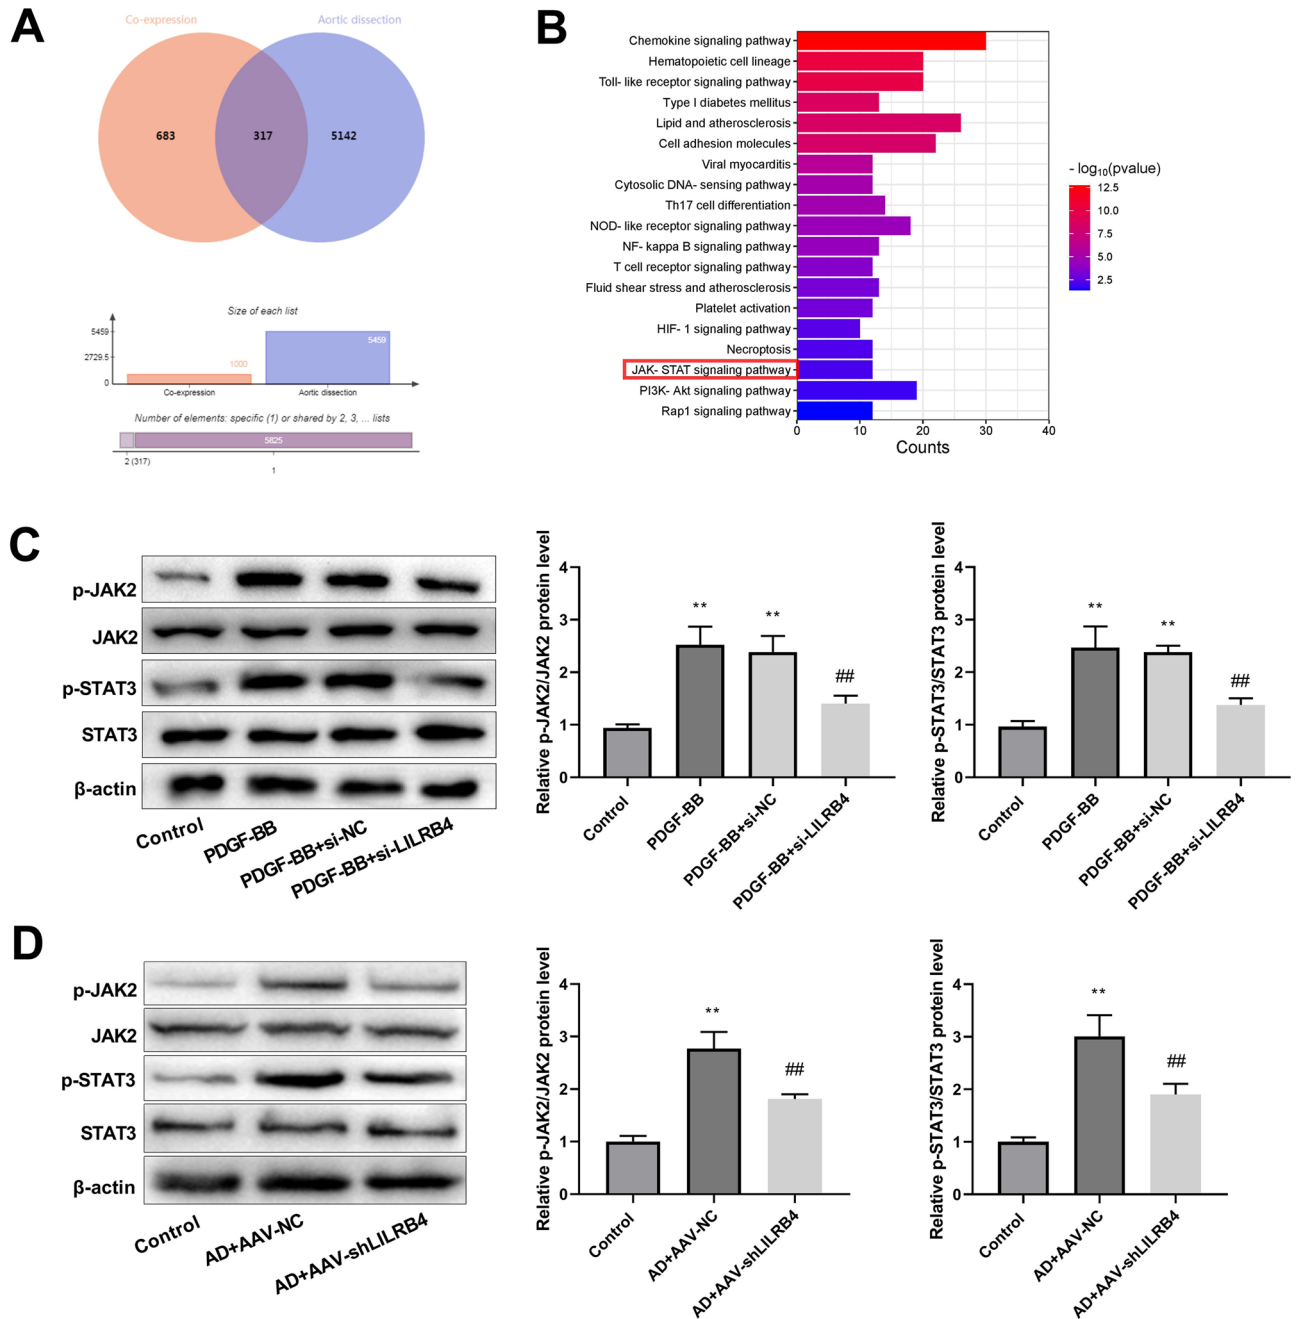 A
Co-expression
Aortic dissection
683
317
5142
Size of each list
5459
2729.5
0
1000
5459
Co-expression
Aortic dissection
Number of elements: specific (1) or shared by 2, 3, ... lists
5825
2 (317)
1
B
Chemokine signaling pathway
Hematopoietic cell lineage
Toll- like receptor signaling pathway
Type I diabetes mellitus
Lipid and atherosclerosis
Cell adhesion molecules
Viral myocarditis
Cytosolic DNA- sensing pathway
Th17 cell differentiation
NOD- like receptor signaling pathway
NF- kappa B signaling pathway
T cell receptor signaling pathway
Fluid shear stress and atherosclerosis
Platelet activation
HIF- 1 signaling pathway
Necroptosis
JAK- STAT signaling pathway
PI3K- Akt signaling pathway
Rap1 signaling pathway
0 10 20 30 40
Counts
- log10(pvalue)
12.5
10.0
7.5
5.0
2.5
C
p-JAK2
JAK2
p-STAT3
STAT3
β-actin
Control
PDGF-BB
PDGF-BB+si-NC
PDGF-BB+si-LILRB4
Relative p-JAK2/JAK2 protein level
4
3
2
1
0
**
**
##
Control
PDGF-BB
PDGF-BB+si-NC
PDGF-BB+si-LILRB4
Relative p-STAT3/STAT3 protein level
4
3
2
1
0
**
**
##
Control
PDGF-BB
PDGF-BB+si-NC
PDGF-BB+si-LILRB4
D
p-JAK2
JAK2
p-STAT3
STAT3
β-actin
Control
AD+AAV-NC
AD+AAV-shLILRB4
Relative p-JAK2/JAK2 protein level
4
3
2
1
0
**
##
Control
AD+AAV-NC
AD+AAV-shLILRB4
Relative p-STAT3/STAT3 protein level
4
3
2
1
0
**
##
Control
AD+AAV-NC
AD+AAV-shLILRB4